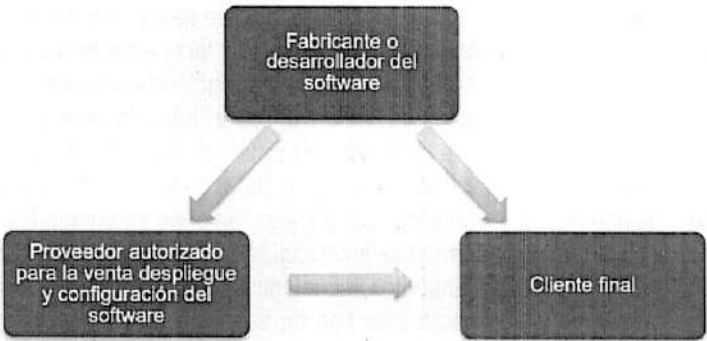 Fabricante o
desarrollador del
software
Proveedor autorizado
para la venta despliegue
y configuración del
software
Cliente final